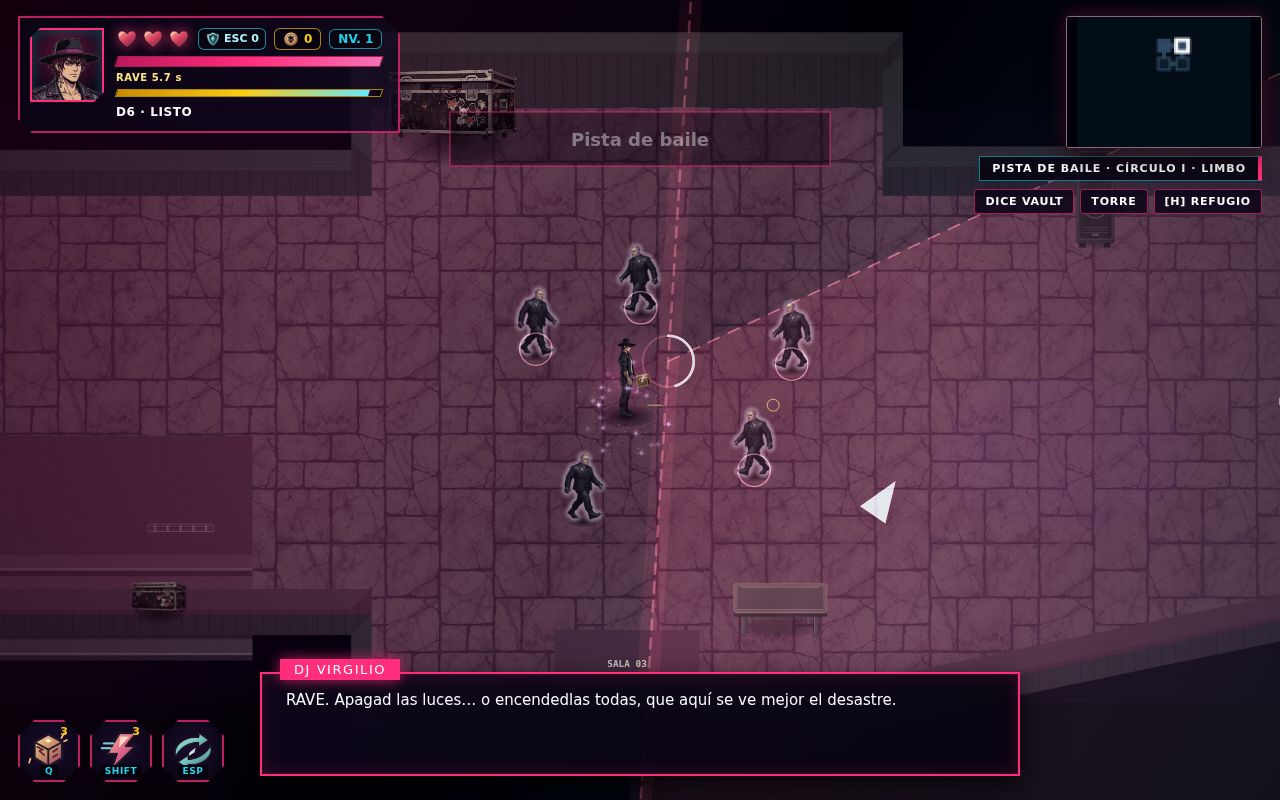 ESC 0
0
NV. 1
RAVE 5.7 s
D6 · LISTO
Pista de baile
PISTA DE BAILE · CÍRCULO I · LIMBO
DICE VAULT
TORRE
[H] REFUGIO
SALA 03
DJ VIRGILIO
RAVE. Apagad las luces… o encendedlas todas, que aquí se ve mejor el desastre.
3
Q
3
SHIFT
ESP